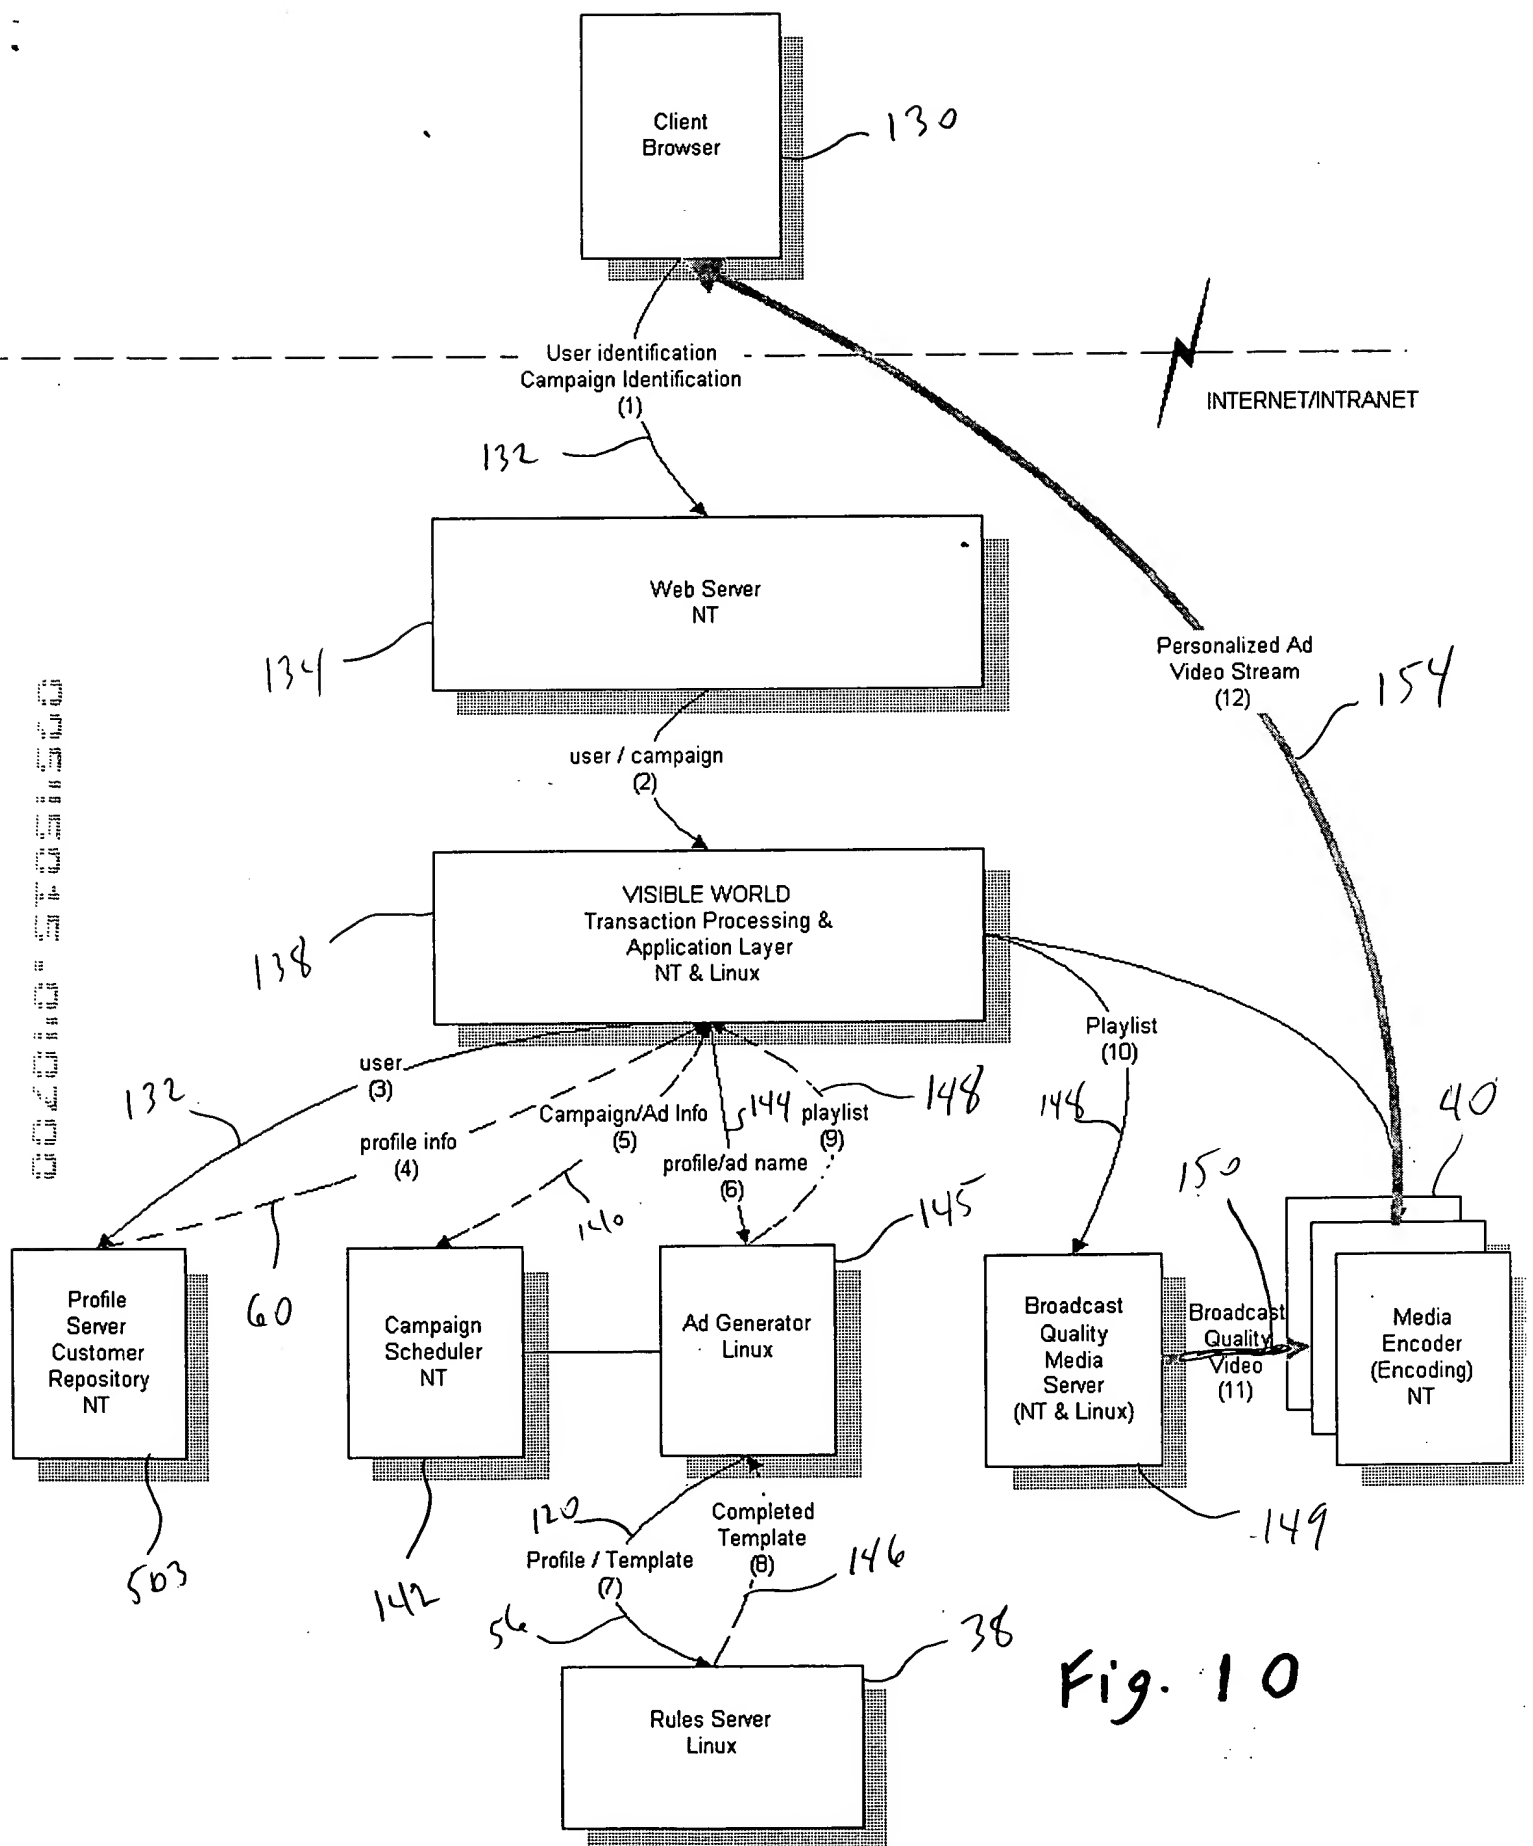 Client
Browser
130
User identification
Campaign Identification
(1)
INTERNET/INTRANET
132
Web Server
NT
134
Personalized Ad
Video Stream
(12)
154
user / campaign
(2)
VISIBLE WORLD
Transaction Processing &
Application Layer
NT & Linux
138
Playlist
(10)
user
(3)
132
profile info
(4)
Campaign/Ad Info
(5)
144
playlist
(9)
148
148
40
profile/ad name
(6)
150
60
140
145
Profile
Server
Customer
Repository
NT
Campaign
Scheduler
NT
Ad Generator
Linux
Broadcast
Quality
Media
Server
(NT & Linux)
Broadcast
Quality
Video
(11)
Media
Encoder
(Encoding)
NT
503
142
120
Completed
Template
(8)
149
Profile / Template
(7)
146
56
38
Rules Server
Linux
Fig. 10